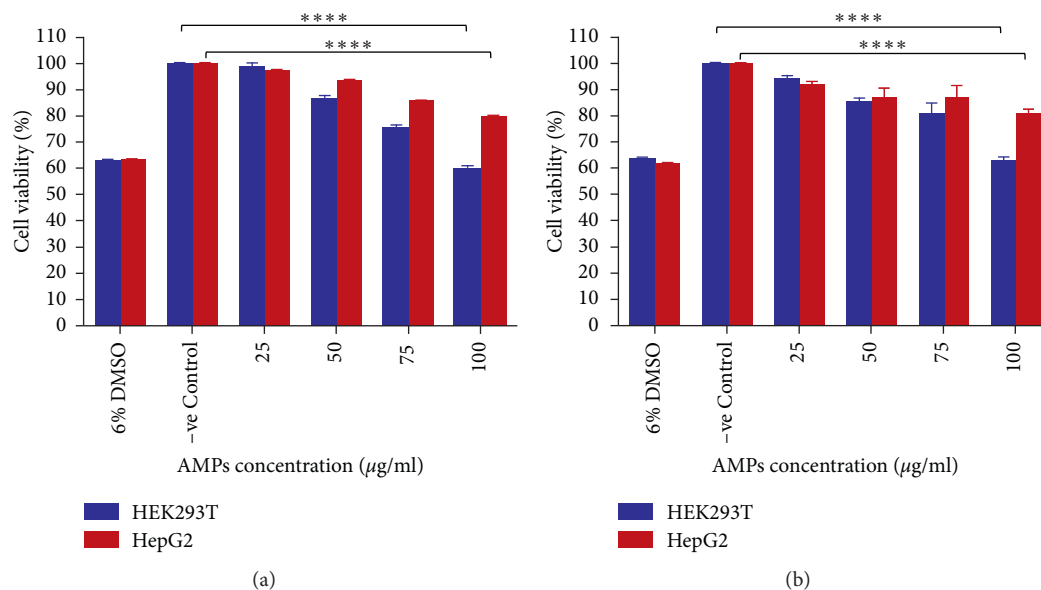 ****
****
Cell viability (%)
110
100
90
80
70
60
50
40
30
20
10
0
6% DMSO
–ve Control
25
50
75
100
AMPs concentration (μg/ml)
HEK293T
HepG2
(a)
****
****
Cell viability (%)
110
100
90
80
70
60
50
40
30
20
10
0
6% DMSO
–ve Control
25
50
75
100
AMPs concentration (μg/ml)
HEK293T
HepG2
(b)